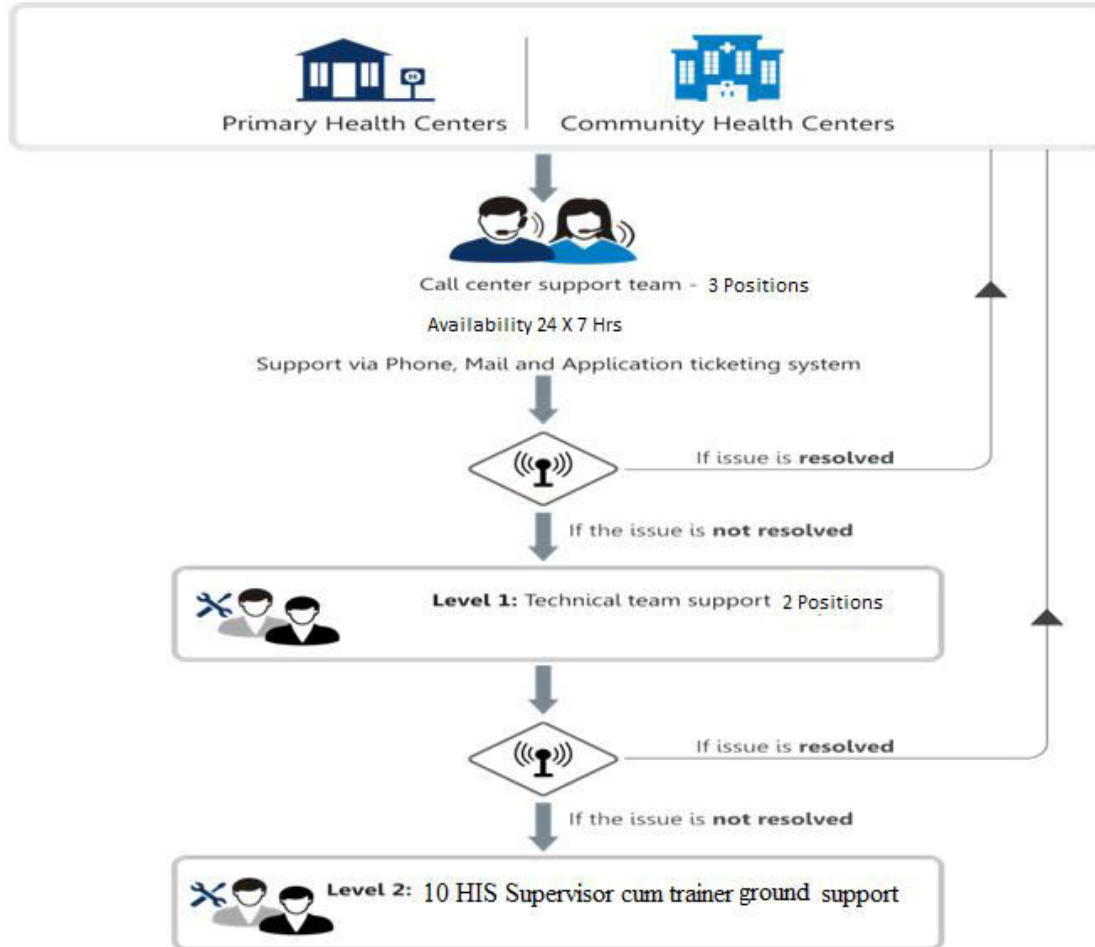 Primary Health Centers
Community Health Centers
Call center support team - 3 Positions
Availability 24 X 7 Hrs
Support via Phone, Mail and Application ticketing system
If issue is resolved
If the issue is not resolved
Level 1: Technical team support 2 Positions
If issue is resolved
If the issue is not resolved
Level 2: 10 HIS Supervisor cum trainer ground support